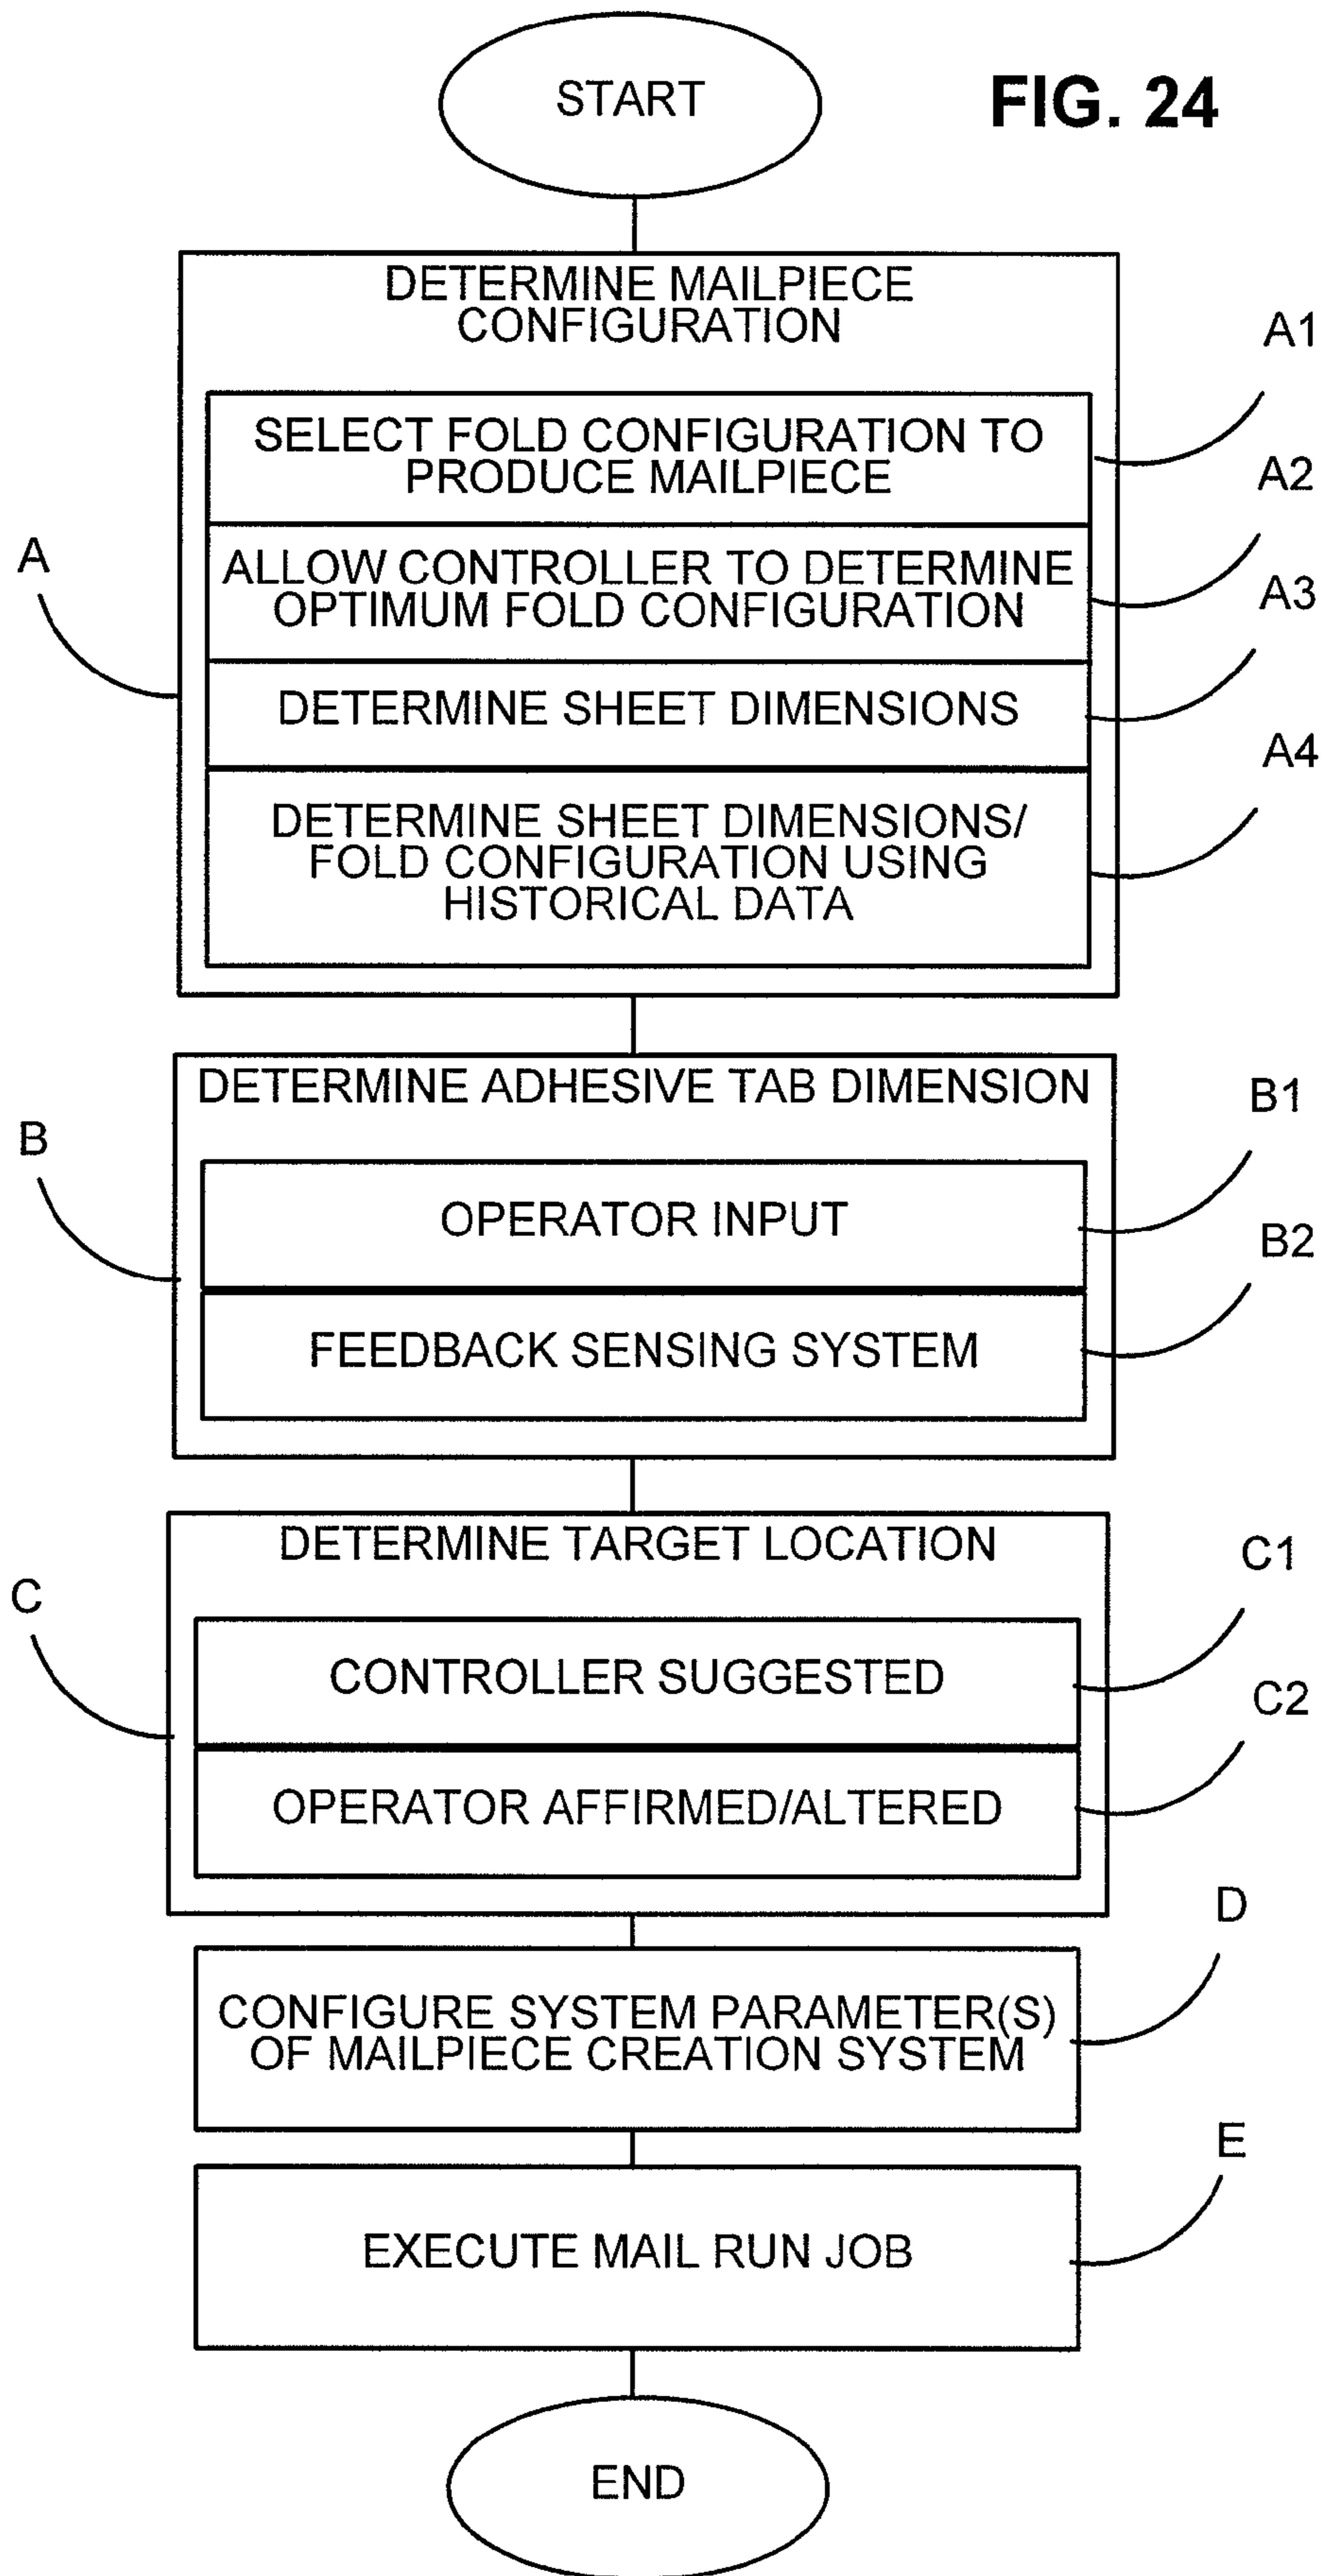 START
FIG. 24
DETERMINE MAILPIECE
CONFIGURATION
A1
SELECT FOLD CONFIGURATION TO
PRODUCE MAILPIECE
A2
A
ALLOW CONTROLLER TO DETERMINE
OPTIMUM FOLD CONFIGURATION
A3
DETERMINE SHEET DIMENSIONS
A4
DETERMINE SHEET DIMENSIONS/
FOLD CONFIGURATION USING
HISTORICAL DATA
DETERMINE ADHESIVE TAB DIMENSION
B1
B
OPERATOR INPUT
B2
FEEDBACK SENSING SYSTEM
DETERMINE TARGET LOCATION
C1
C
CONTROLLER SUGGESTED
C2
OPERATOR AFFIRMED/ALTERED
D
CONFIGURE SYSTEM PARAMETER(S)
OF MAILPIECE CREATION SYSTEM
E
EXECUTE MAIL RUN JOB
END